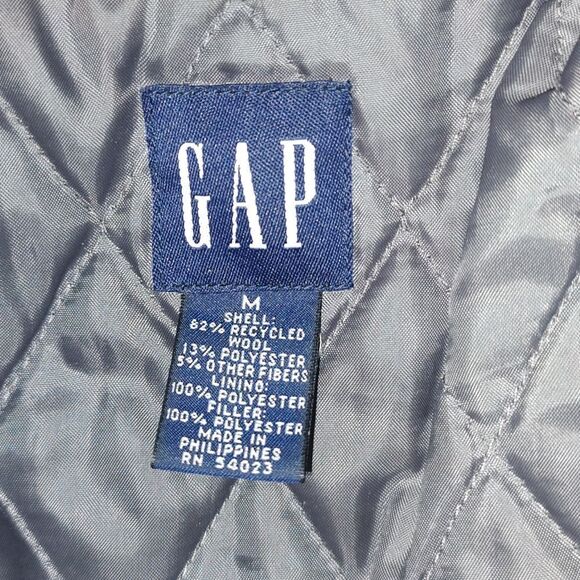 GAP
M
SHELL:
82% RECYCLED
WOOL
13% POLYESTER
5% OTHER FIBERS
LINING:
100% POLYESTER
FILLER:
100% POLYESTER
MADE IN
PHILIPPINES
RN 54023